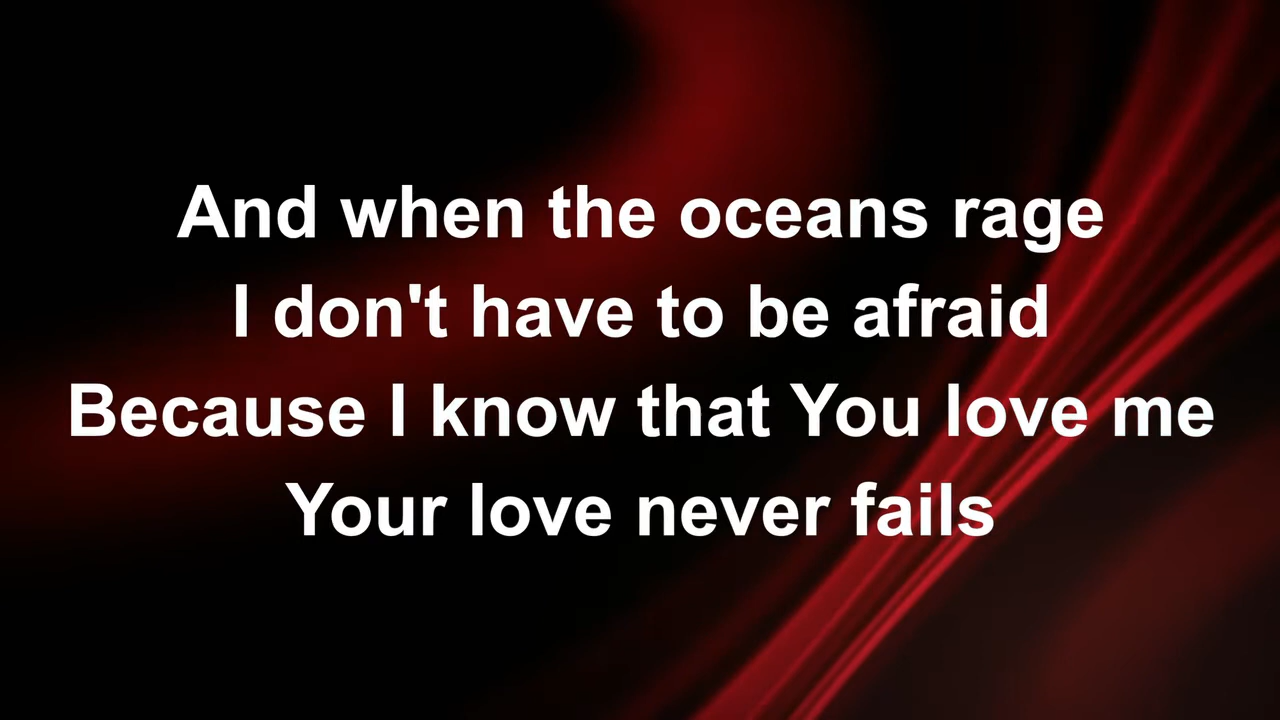 And when the oceans rage
I don't have to be afraid
Because I know that You love me
Your love never fails